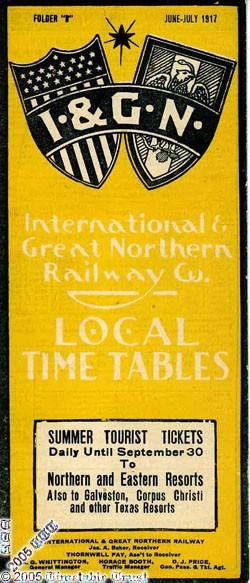 FOLDER "B" JUNE-JULY 1917
I·&·G·N·
International &
Great Northern
Railway Co.
LOCAL
TIME TABLES
SUMMER TOURIST TICKETS
Daily Until September 30
To
Northern and Eastern Resorts
Also to Galveston, Corpus Christi
and other Texas Resorts
INTERNATIONAL & GREAT NORTHERN RAILWAY
Jas. A. Baker, Receiver
THORNWELL FAY, Ass't to Receiver
G. WHITTINGTON, HORACE BOOTH, D. J. PRICE,
General Manager Traffic Manager Gen. Pass. & Tkt. Agt.
© 2005